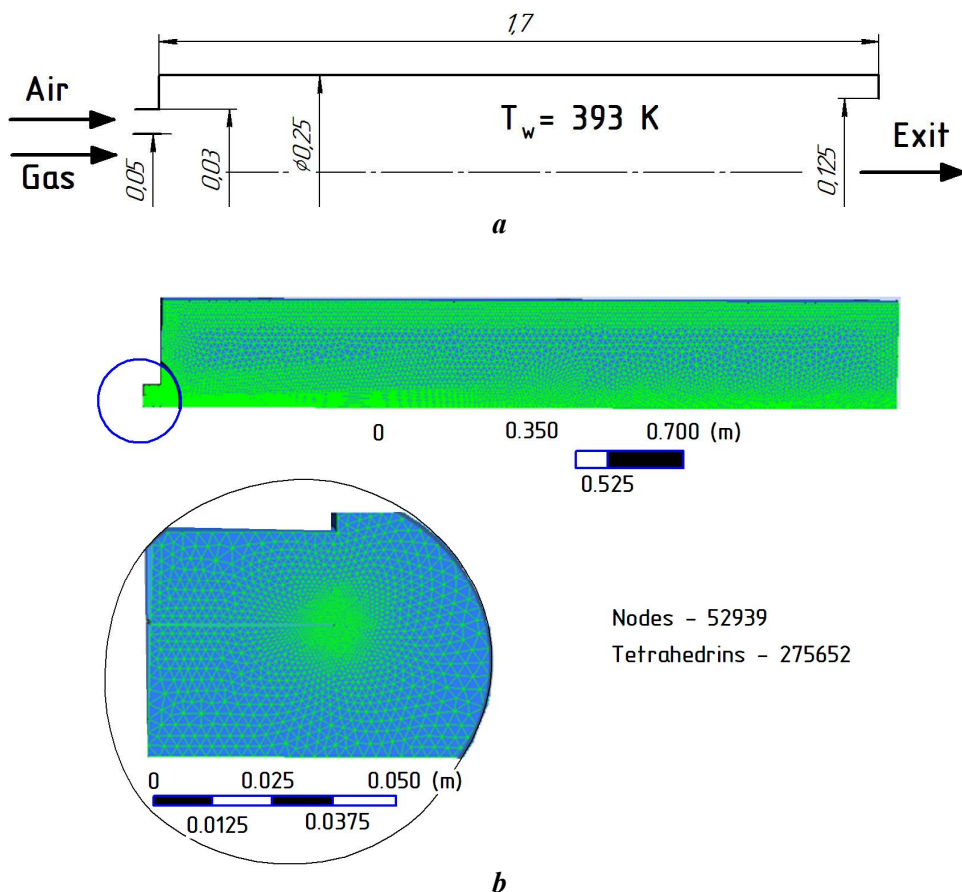 1,7
Air
Gas
0,05
0,03
ϕ0,25
T_w = 393 K
0,125
Exit
a
0 0.350 0.700 (m)
0.525
Nodes - 52939
Tetrahedrins - 275652
0 0.025 0.050 (m)
0.0125 0.0375
b